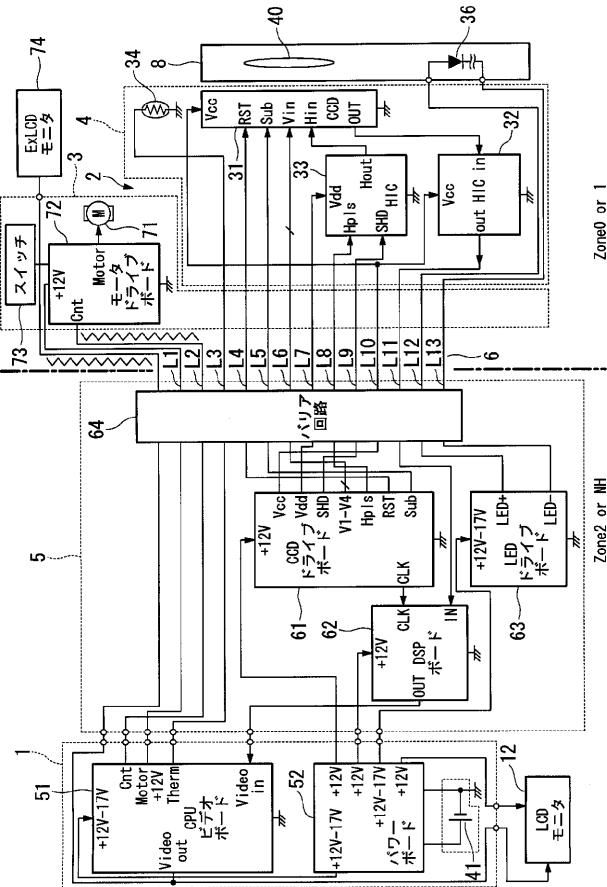 1
51
+12V-17V
Cnt
Motor
+12V
Therm
CPU
ビデオボード
Video
out
Video
in
52
+12V-17V
+12V
+12V
+12V-17V
+12V
パワー
ボード
41
12
LCD
モニタ
5
64
バリア
回路
61
+12V
CCD
ドライブ
ボード
Vcc
Vdd
SHD
V1-V4
Hpls
RST
Sub
CLK
62
+12V
CLK
DSP
ボード
OUT
IN
+12V-17V
LED
ドライブ
ボード
LED+
LED-
63
Zone2 or NH
L1
L2
L3
L4
L5
L6
L7
L8
L9
L10
L11
L12
L13
6
スイッチ
73
72
+12V
Cnt
Motor
モータ
ドライブ
ボード
M
71
3
2
4
ExLCD
モニタ
74
34
8
40
36
Vcc
RST
Sub
Vin
Hin
CCD
OUT
31
33
Vdd
Hpls
SHD
Hout
HIC
Vcc
out HIC in
32
Zone0 or 1